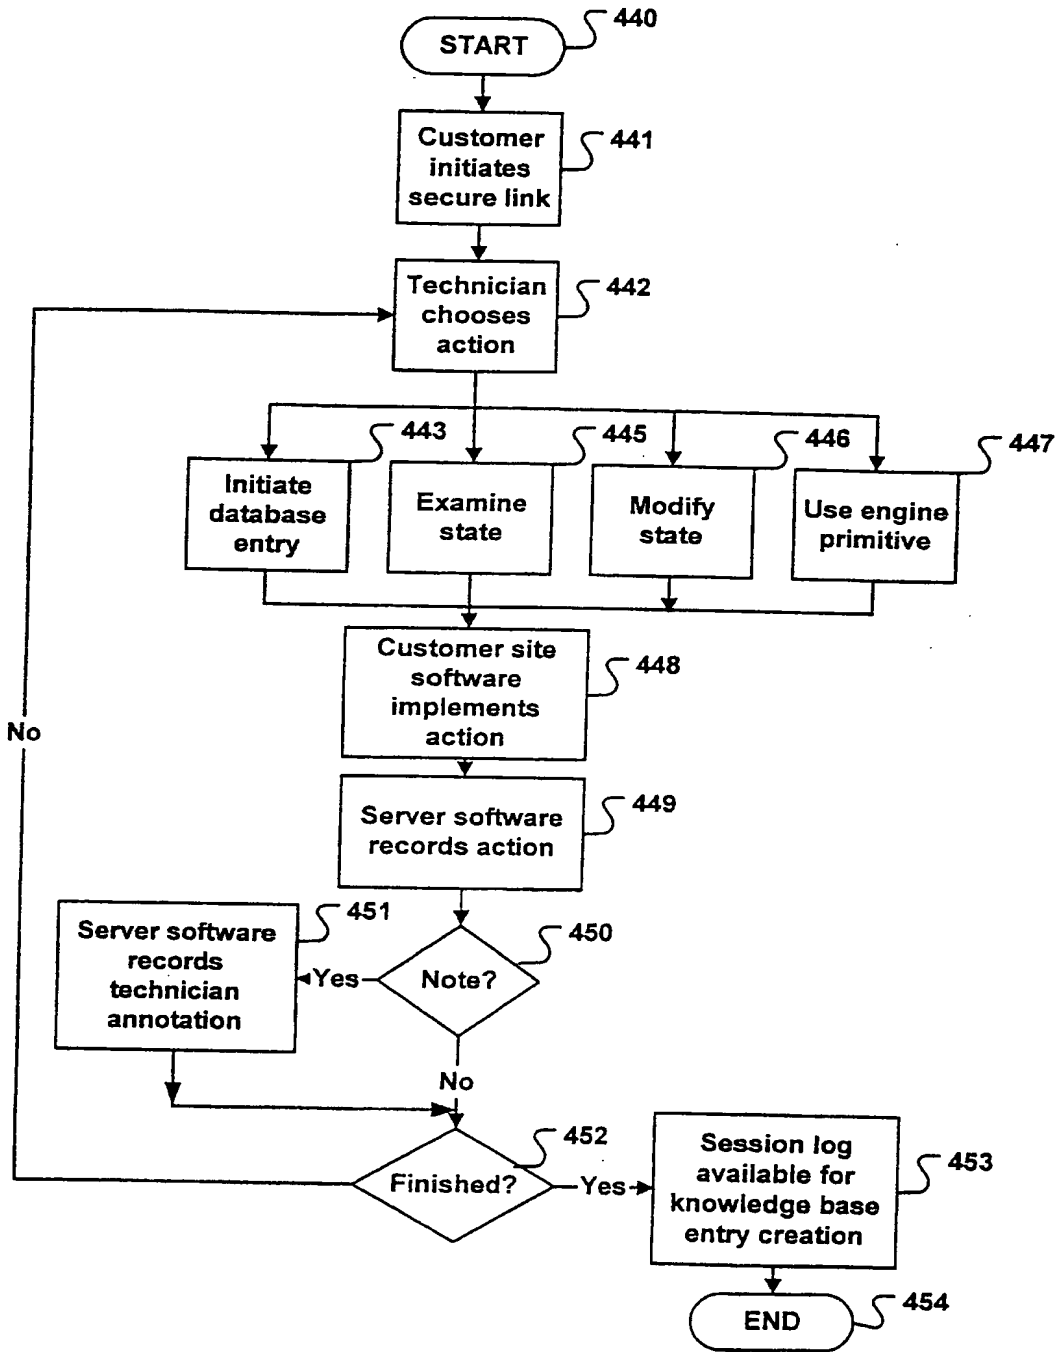 START
440
Customer
initiates
secure link
441
Technician
chooses
action
442
Initiate
database
entry
443
Examine
state
445
Modify
state
446
Use engine
primitive
447
Customer site
software
implements
action
448
Server software
records action
449
Note?
450
Yes
Server software
records
technician
annotation
451
No
Finished?
452
No
Yes
Session log
available for
knowledge base
entry creation
453
END
454